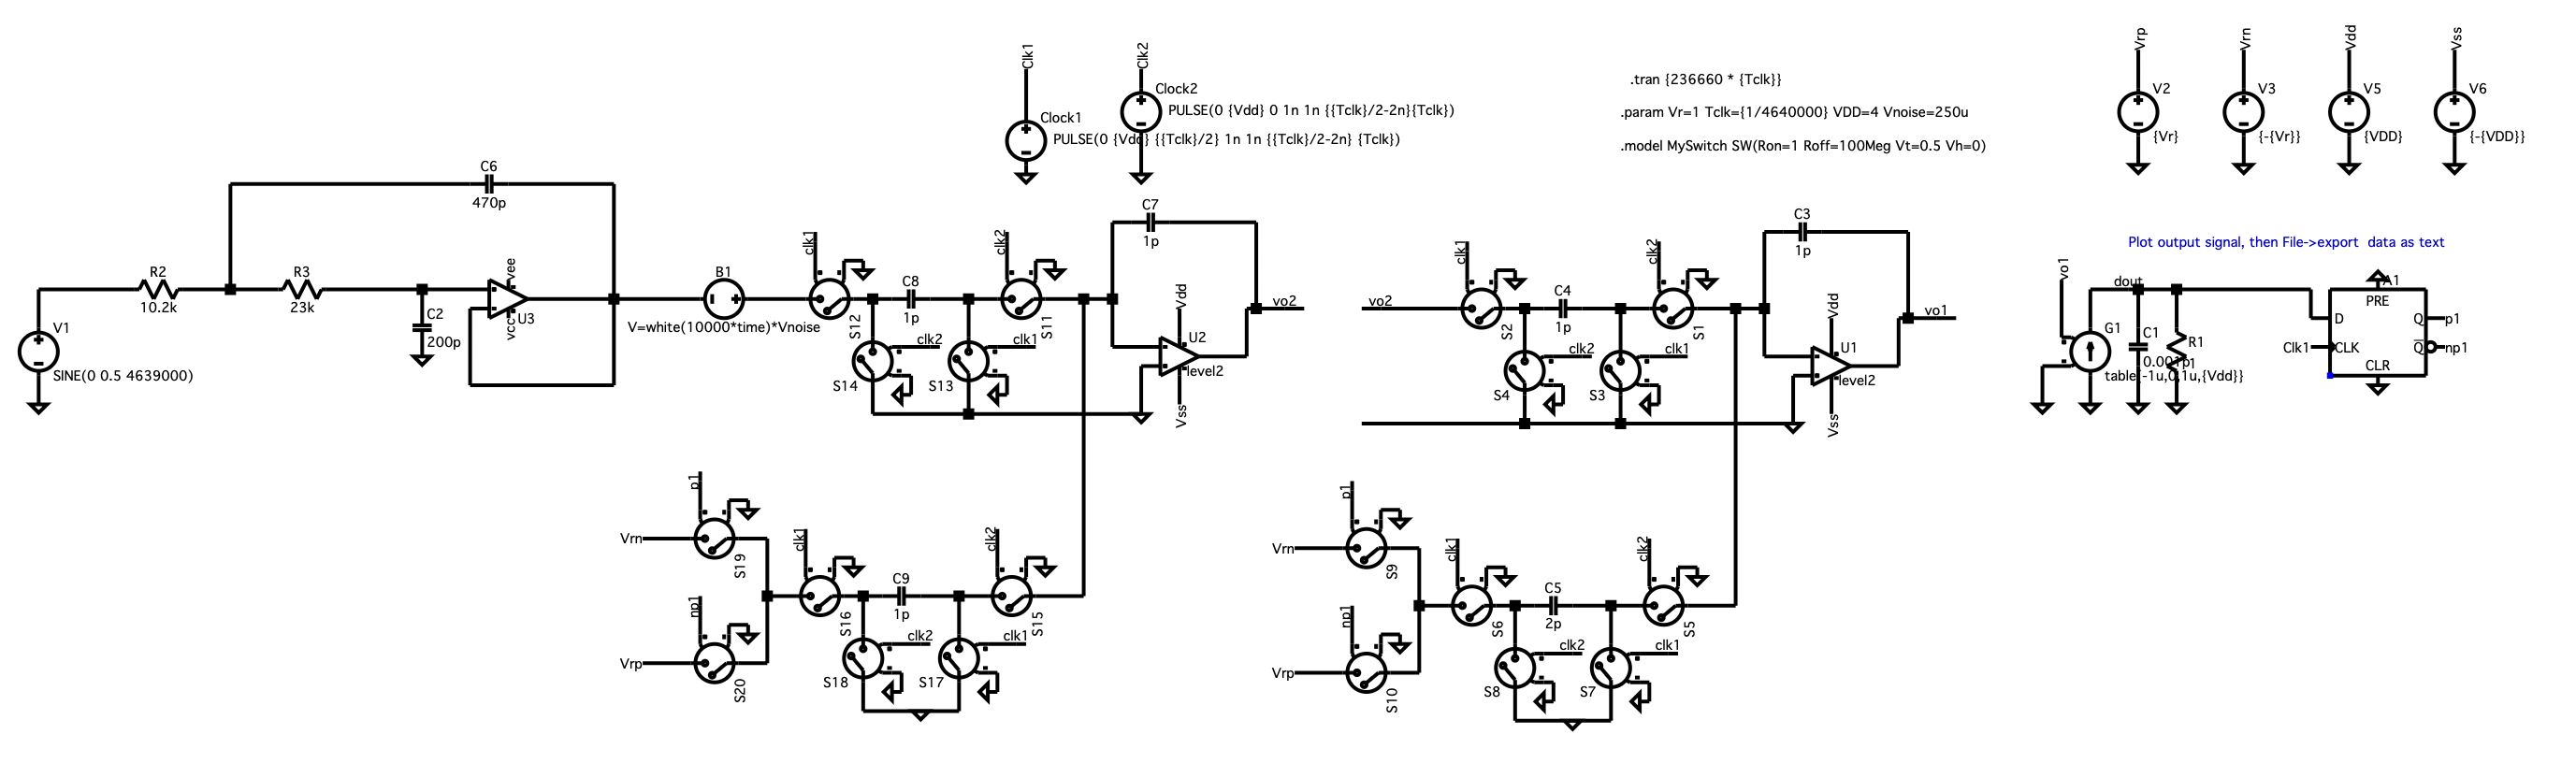 Clk1
Clk2
Vrp
Vrn
Vdd
Vss
.tran {236660 * {Tclk}}
Clock2
PULSE(0 {Vdd} 0 1n 1n {{Tclk}/2-2n}{Tclk})
.param Vr=1 Tclk={1/4640000} VDD=4 Vnoise=250u
Clock1
PULSE(0 {Vdd} {{Tclk}/2} 1n 1n {{Tclk}/2-2n} {Tclk})
.model MySwitch SW(Ron=1 Roff=100Meg Vt=0.5 Vh=0)
V2
{Vr}
V3
{-{Vr}}
V5
{VDD}
V6
{-{VDD}}
C6
470p
C7
1p
C3
1p
Plot output signal, then File->export  data as text
R2
10.2k
R3
23k
vee
vcc
U3
C2
200p
V1
SINE(0 0.5 4639000)
B1
V=white(10000*time)*Vnoise
clk1
S12
C8
1p
clk2
S11
S14
clk2
S13
clk1
Vdd
U2
level2
Vss
vo2
vo2
clk1
S2
C4
1p
clk2
S1
S4
clk2
S3
clk1
Vdd
U1
level2
Vss
vo1
vo1
dout
G1
table(-1u,0,1u,{Vdd})
C1
0.001p
R1
1
A1
PRE
D
Q
p1
Clk1
CLK
Q
np1
CLR
p1
Vrn
S19
np1
Vrp
S20
clk1
S16
C9
1p
clk2
S15
S18
clk2
S17
clk1
p1
Vrn
S9
np1
Vrp
S10
clk1
S6
C5
2p
clk2
S5
S8
clk2
S7
clk1